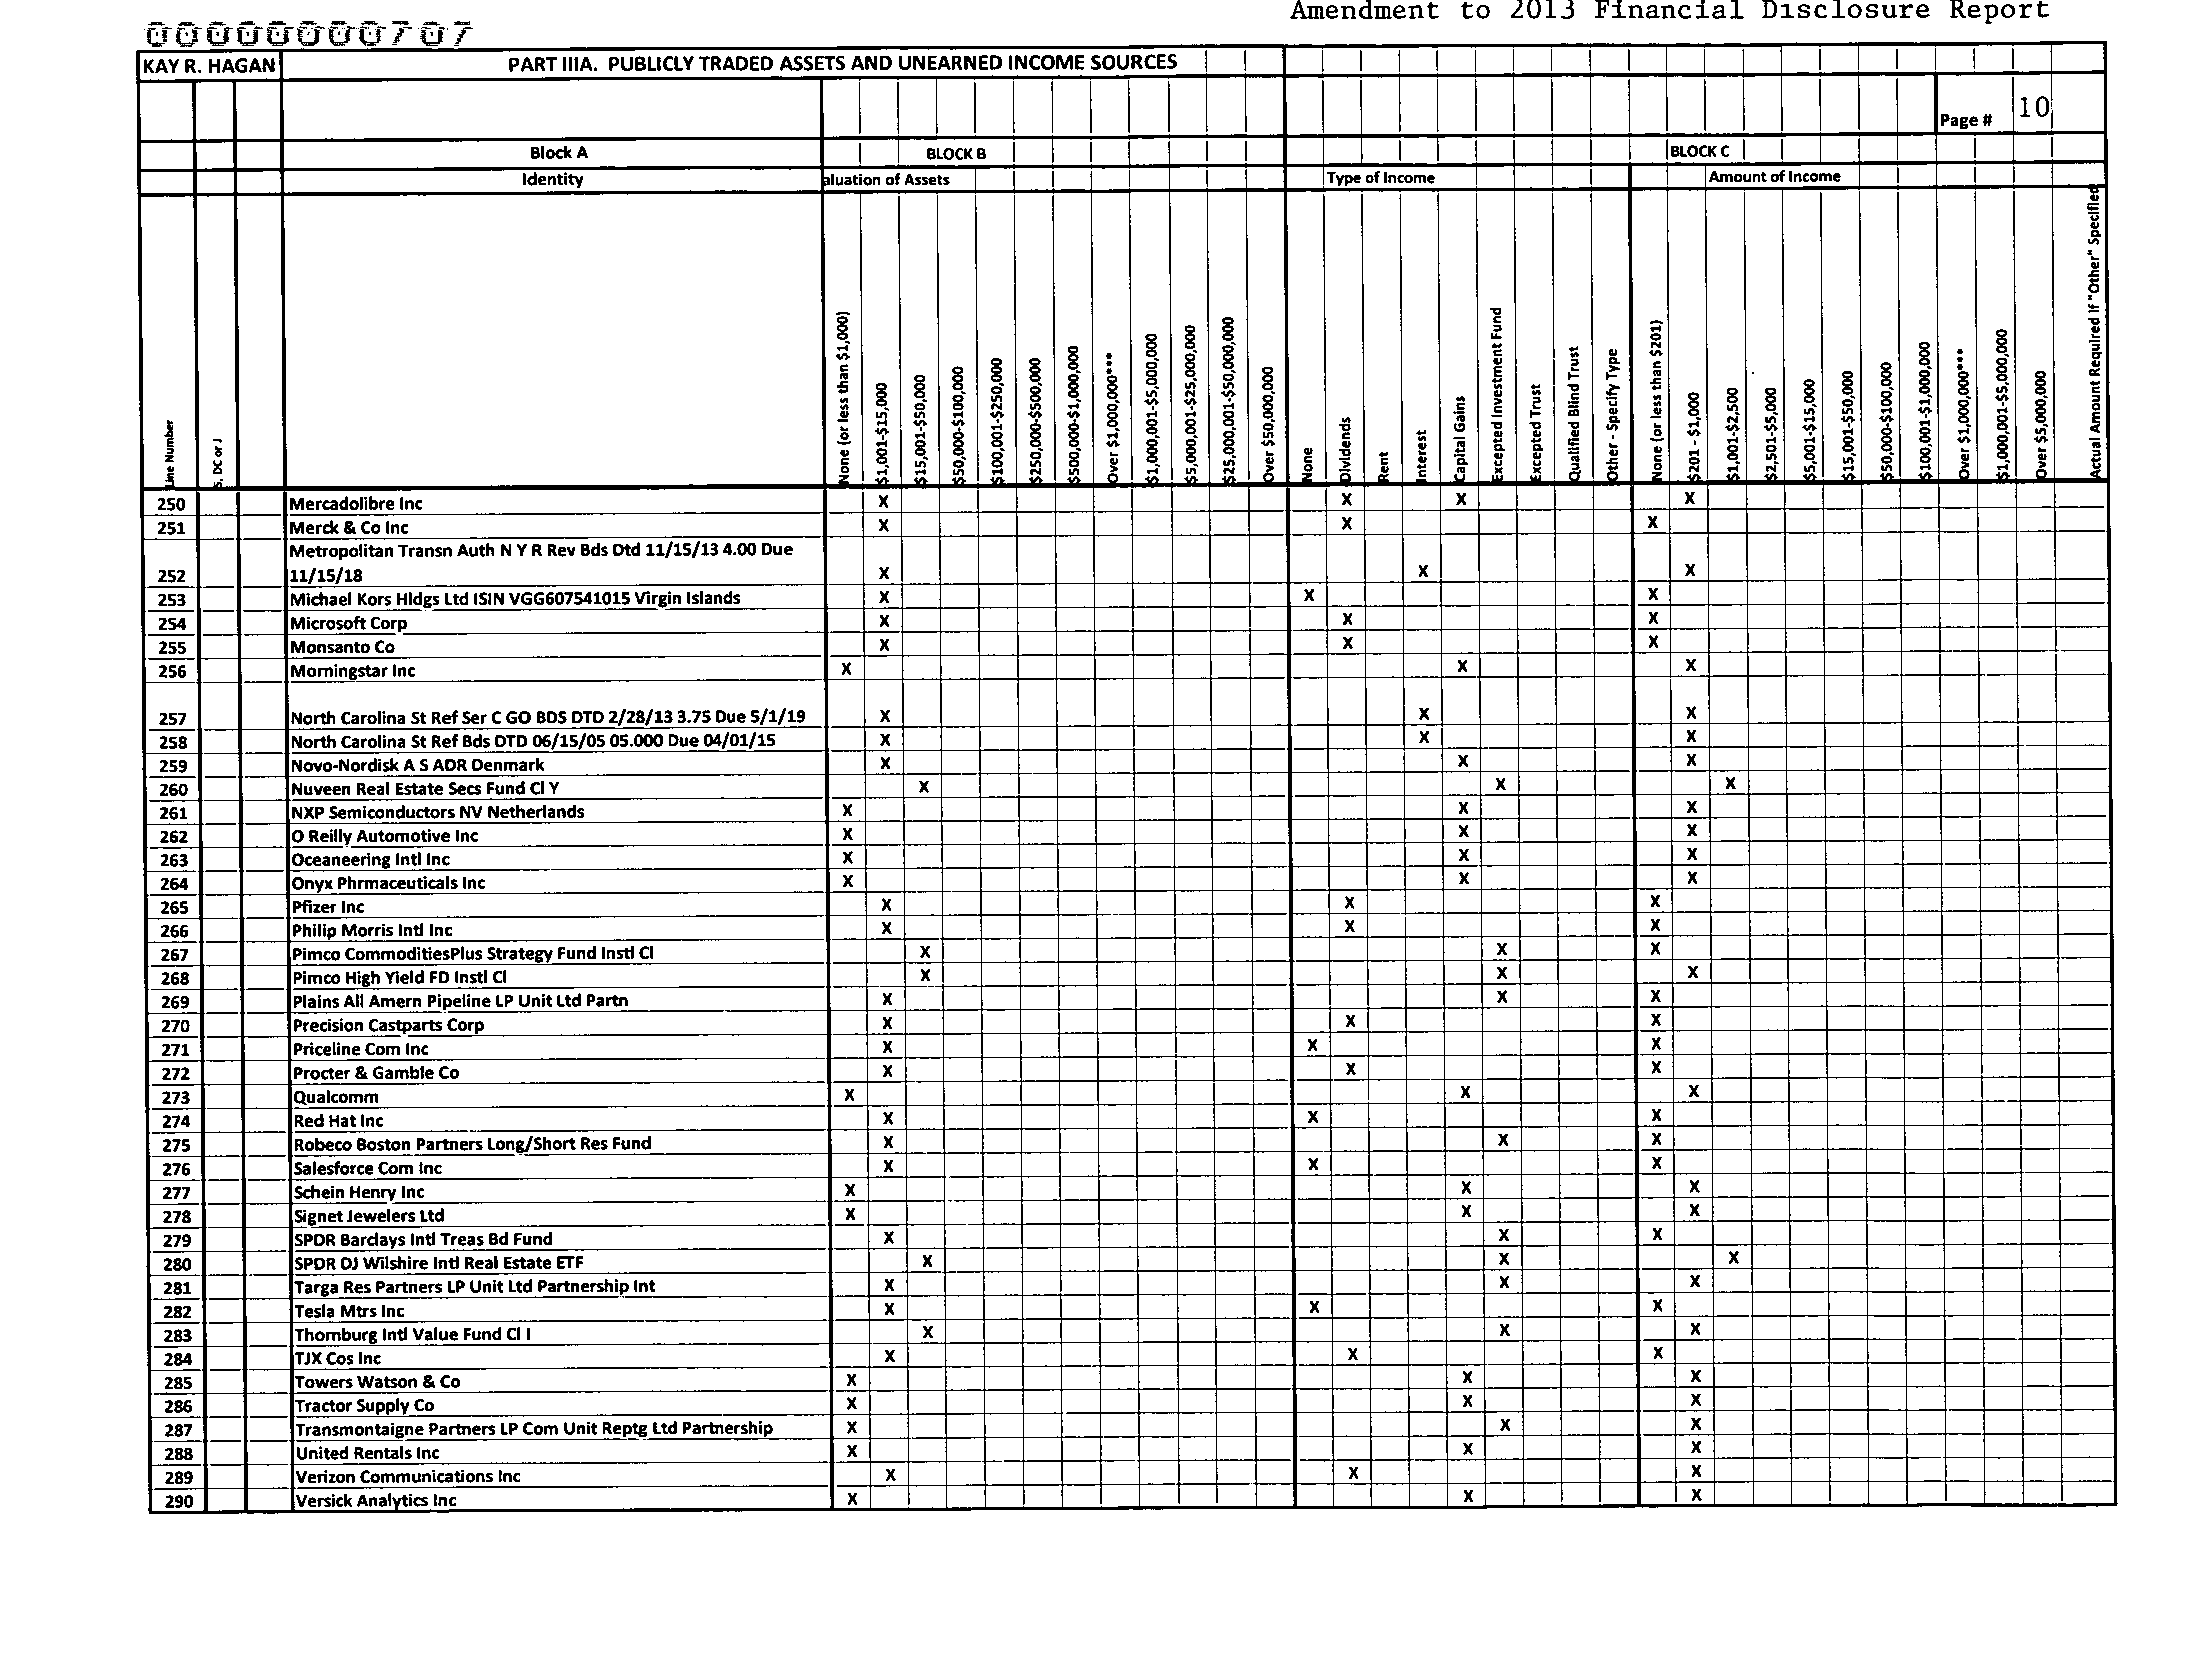 Amendment to 2013 Financial Disclosure Report
0000000707
KAY R. HAGAN PART IIIA. PUBLICLY TRADED ASSETS AND UNEARNED INCOME SOURCES
Page # 10
Block A BLOCK B BLOCK C
Identity aluation of Assets Type of Income Amount of Income
Line Number
S, DC or J
None (or less than $1,000)
$1,001-$15,000
$15,001-$50,000
$50,000-$100,000
$100,001-$250,000
$250,000-$500,000
$500,000-$1,000,000
Over $1,000,000***
$1,000,001-$5,000,000
$5,000,001-$25,000,000
$25,000,001-$50,000,000
Over $50,000,000
None
Dividends
Rent
Interest
Capital Gains
Excepted Investment Fund
Excepted Trust
Qualified Blind Trust
Other - Specify Type
None (or less than $201)
$201 - $1,000
$1,001-$2,500
$2,501-$5,000
$5,001-$15,000
$15,001-$50,000
$50,000-$100,000
$100,001-$1,000,000
Over $1,000,000***
$1,000,001-$5,000,000
Over $5,000,000
Actual Amount Required If "Other" Specified
250 Mercadolibre Inc X X X X
251 Merck & Co Inc X X X
Metropolitan Transn Auth N Y R Rev Bds Dtd 11/15/13 4.00 Due
252 11/15/18 X X X
253 Michael Kors Hldgs Ltd ISIN VGG607541015 Virgin Islands X X X
254 Microsoft Corp X X X
255 Monsanto Co X X X
256 Morningstar Inc X X X
257 North Carolina St Ref Ser C GO BDS DTD 2/28/13 3.75 Due 5/1/19 X X X
258 North Carolina St Ref Bds DTD 06/15/05 05.000 Due 04/01/15 X X X
259 Novo-Nordisk A S ADR Denmark X X X
260 Nuveen Real Estate Secs Fund Cl Y X X X
261 NXP Semiconductors NV Netherlands X X X
262 O Reilly Automotive Inc X X X
263 Oceaneering Intl Inc X X X
264 Onyx Phrmaceuticals Inc X X X
265 Pfizer Inc X X X
266 Philip Morris Intl Inc X X X
267 Pimco CommoditiesPlus Strategy Fund Instl Cl X X X
268 Pimco High Yield FD Instl Cl X X X
269 Plains All Amern Pipeline LP Unit Ltd Partn X X X
270 Precision Castparts Corp X X X
271 Priceline Com Inc X X X
272 Procter & Gamble Co X X X
273 Qualcomm X X X
274 Red Hat Inc X X X
275 Robeco Boston Partners Long/Short Res Fund X X X
276 Salesforce Com Inc X X X
277 Schein Henry Inc X X X
278 Signet Jewelers Ltd X X X
279 SPDR Barclays Intl Treas Bd Fund X X X
280 SPDR DJ Wilshire Intl Real Estate ETF X X X
281 Targa Res Partners LP Unit Ltd Partnership Int X X X
282 Tesla Mtrs Inc X X X
283 Thornburg Intl Value Fund Cl I X X X
284 TJX Cos Inc X X X
285 Towers Watson & Co X X X
286 Tractor Supply Co X X X
287 Transmontaigne Partners LP Com Unit Reptg Ltd Partnership X X X
288 United Rentals Inc X X X
289 Verizon Communications Inc X X X
290 Versick Analytics Inc X X X